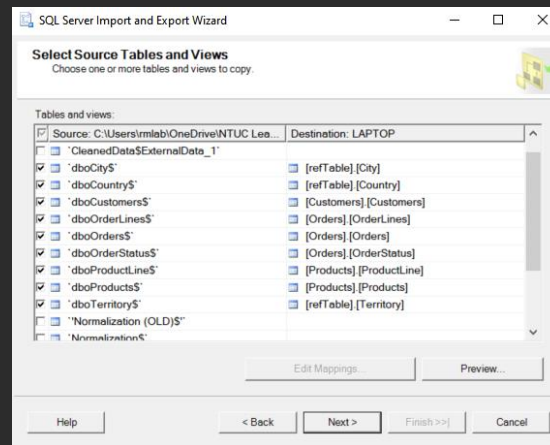 SQL Server Import and Export Wizard
Select Source Tables and Views
Choose one or more tables and views to copy.
Tables and views:
Source: C:\Users\rmlab\OneDrive\NTUC Lea... Destination: LAPTOP
`CleanedData$ExternalData_1`
`dboCity$` [refTable].[City]
`dboCountry$` [refTable].[Country]
`dboCustomers$` [Customers].[Customers]
`dboOrderLines$` [Orders].[OrderLines]
`dboOrders$` [Orders].[Orders]
`dboOrderStatus$` [Orders].[OrderStatus]
`dboProductLine$` [Products].[ProductLine]
`dboProducts$` [Products].[Products]
`dboTerritory$` [refTable].[Territory]
`'Normalization (OLD)$'`
`Normalization$`
Edit Mappings... Preview...
Help < Back Next > Finish >>| Cancel